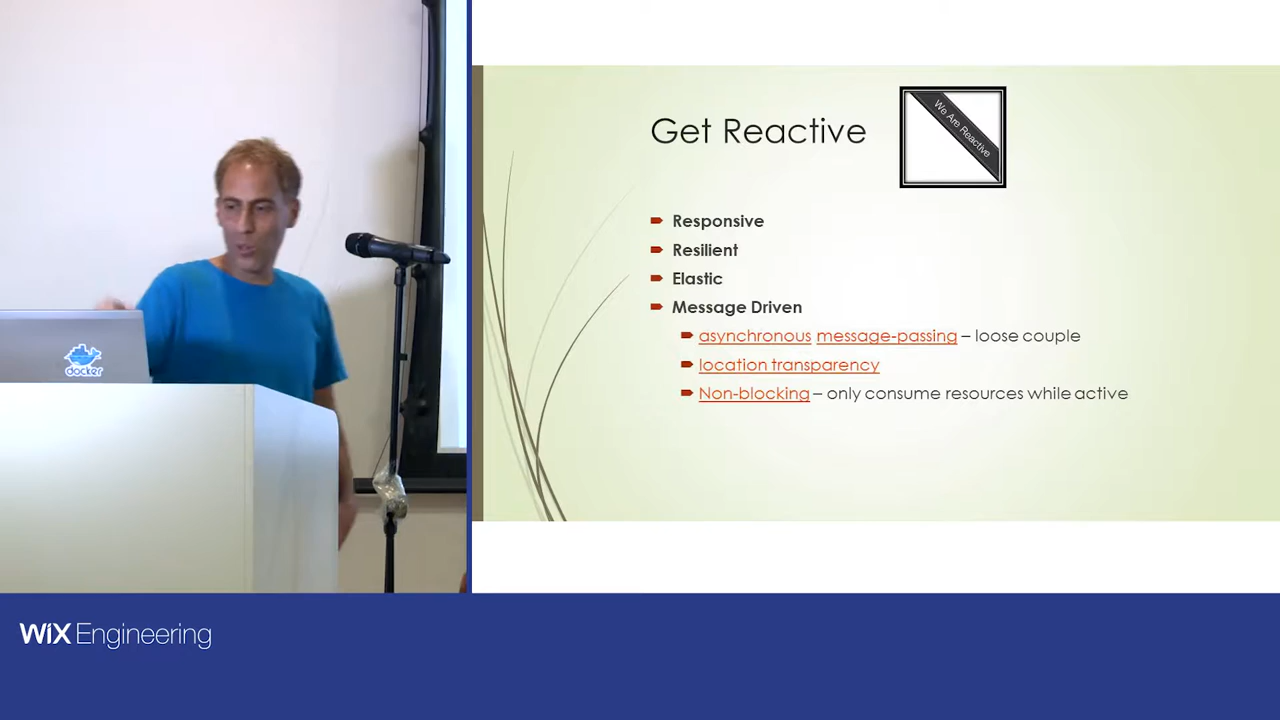 Get Reactive
We Are Reactive
Responsive
Resilient
Elastic
Message Driven
asynchronous message-passing – loose couple
location transparency
Non-blocking – only consume resources while active
docker
WiX Engineering